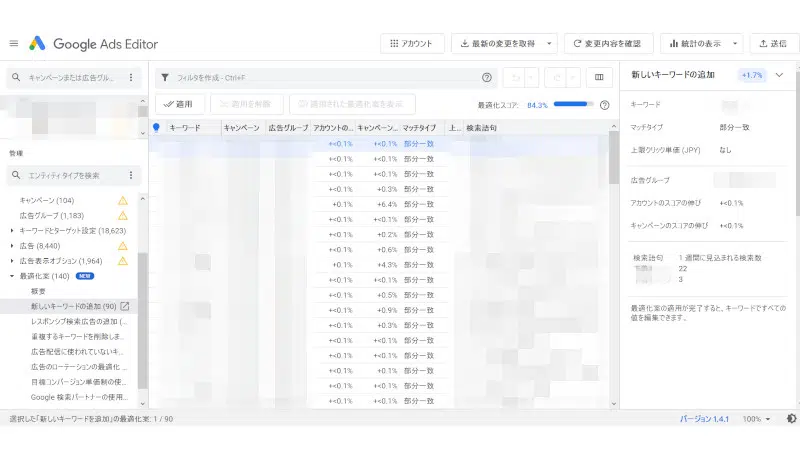 Google Ads Editor
アカウント
最新の変更を取得
変更内容を確認
統計の表示
送信
キャンペーンまたは広告グル...
フィルタを作成 - Ctrl+F
適用
適用を解除
適用された最適化案を表示
最適化スコア: 84.3%
キーワード キャンペーン 広告グループ アカウントの... キャンペーン... マッチタイプ 上... 検索語句
+<0.1% +<0.1% 部分一致
+<0.1% +<0.1% 部分一致
+<0.1% +<0.1% 部分一致
+<0.1% +0.3% 部分一致
+0.1% +6.4% 部分一致
+<0.1% +<0.1% 部分一致
+<0.1% +0.2% 部分一致
+<0.1% +0.6% 部分一致
+0.1% +4.3% 部分一致
+<0.1% +<0.1% 部分一致
+<0.1% +0.5% 部分一致
+<0.1% +0.9% 部分一致
+<0.1% +0.3% 部分一致
+<0.1% +<0.1% 部分一致
+<0.1% +<0.1% 部分一致
+<0.1% +<0.1% 部分一致
+<0.1% +<0.1% 部分一致
+<0.1% +<0.1% 部分一致
管理
エンティティ タイプを検索
キャンペーン (104)
広告グループ (1,183)
キーワードとターゲット設定 (18,623)
広告 (8,440)
広告表示オプション (1,964)
最適化案 (140) NEW
概要
新しいキーワードの追加 (90)
レスポンシブ検索広告の追加 (...
重複するキーワードを削除しま...
広告配信に使われていないキ...
広告のローテーションの最適化
目標コンバージョン単価制の使...
Google 検索パートナーの使用...
新しいキーワードの追加 +1.7%
キーワード
マッチタイプ 部分一致
上限クリック単価 (JPY) なし
広告グループ
アカウントのスコアの伸び +<0.1%
キャンペーンのスコアの伸び +<0.1%
検索語句 1 週間に見込まれる検索数
22
3
最適化案の適用が完了すると、キーワードですべての
値を編集できます。
選択した「新しいキーワードを追加」の最適化案: 1 / 90
バージョン 1.4.1
100%